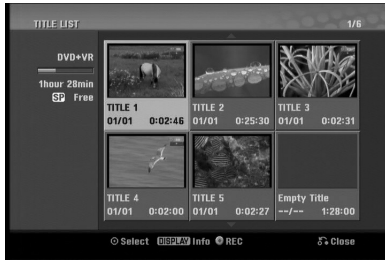 TITLE LIST
1/6
DVD+VR
1hour 28min
SP Free
TITLE 1
01/01 0:02:46
TITLE 2
01/01 0:25:30
TITLE 3
01/01 0:02:31
TITLE 4
01/01 0:02:00
TITLE 5
01/01 0:02:27
Empty Title
--/-- 1:28:00
Select DISPLAY Info REC
Close